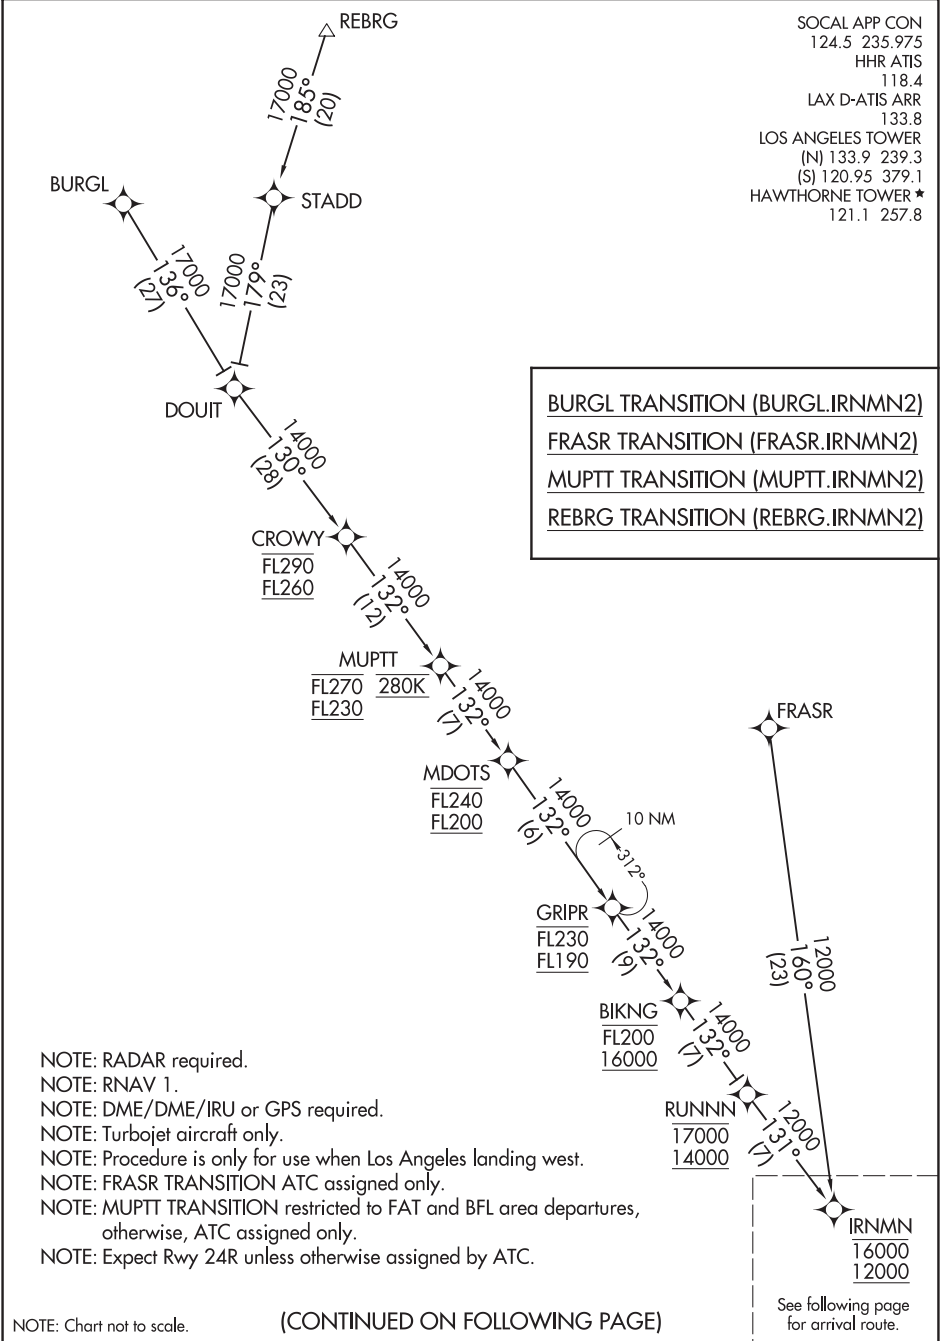 REBRG
SOCAL APP CON
124.5 235.975
HHR ATIS
118.4
LAX D-ATIS ARR
133.8
LOS ANGELES TOWER
(N) 133.9 239.3
(S) 120.95 379.1
HAWTHORNE TOWER ★
121.1 257.8
17000
185°
(20)
BURGL
STADD
17000
136°
(27)
17000
179°
(23)
DOUIT
BURGL TRANSITION (BURGL.IRNMN2)
FRASR TRANSITION (FRASR.IRNMN2)
MUPTT TRANSITION (MUPTT.IRNMN2)
REBRG TRANSITION (REBRG.IRNMN2)
14000
130°
(28)
CROWY
FL290
FL260
14000
132°
(12)
MUPTT
FL270 280K
FL230
14000
132°
(7)
FRASR
MDOTS
FL240
FL200
14000
132°
(6)
10 NM
312°
GRIPR
FL230
FL190
14000
132°
(9)
12000
160°
(23)
BIKNG
FL200
16000
14000
132°
(7)
RUNNN
17000
14000
12000
131°
(7)
IRNMN
16000
12000
See following page
for arrival route.
NOTE: RADAR required.
NOTE: RNAV 1.
NOTE: DME/DME/IRU or GPS required.
NOTE: Turbojet aircraft only.
NOTE: Procedure is only for use when Los Angeles landing west.
NOTE: FRASR TRANSITION ATC assigned only.
NOTE: MUPTT TRANSITION restricted to FAT and BFL area departures,
otherwise, ATC assigned only.
NOTE: Expect Rwy 24R unless otherwise assigned by ATC.
NOTE: Chart not to scale.
(CONTINUED ON FOLLOWING PAGE)